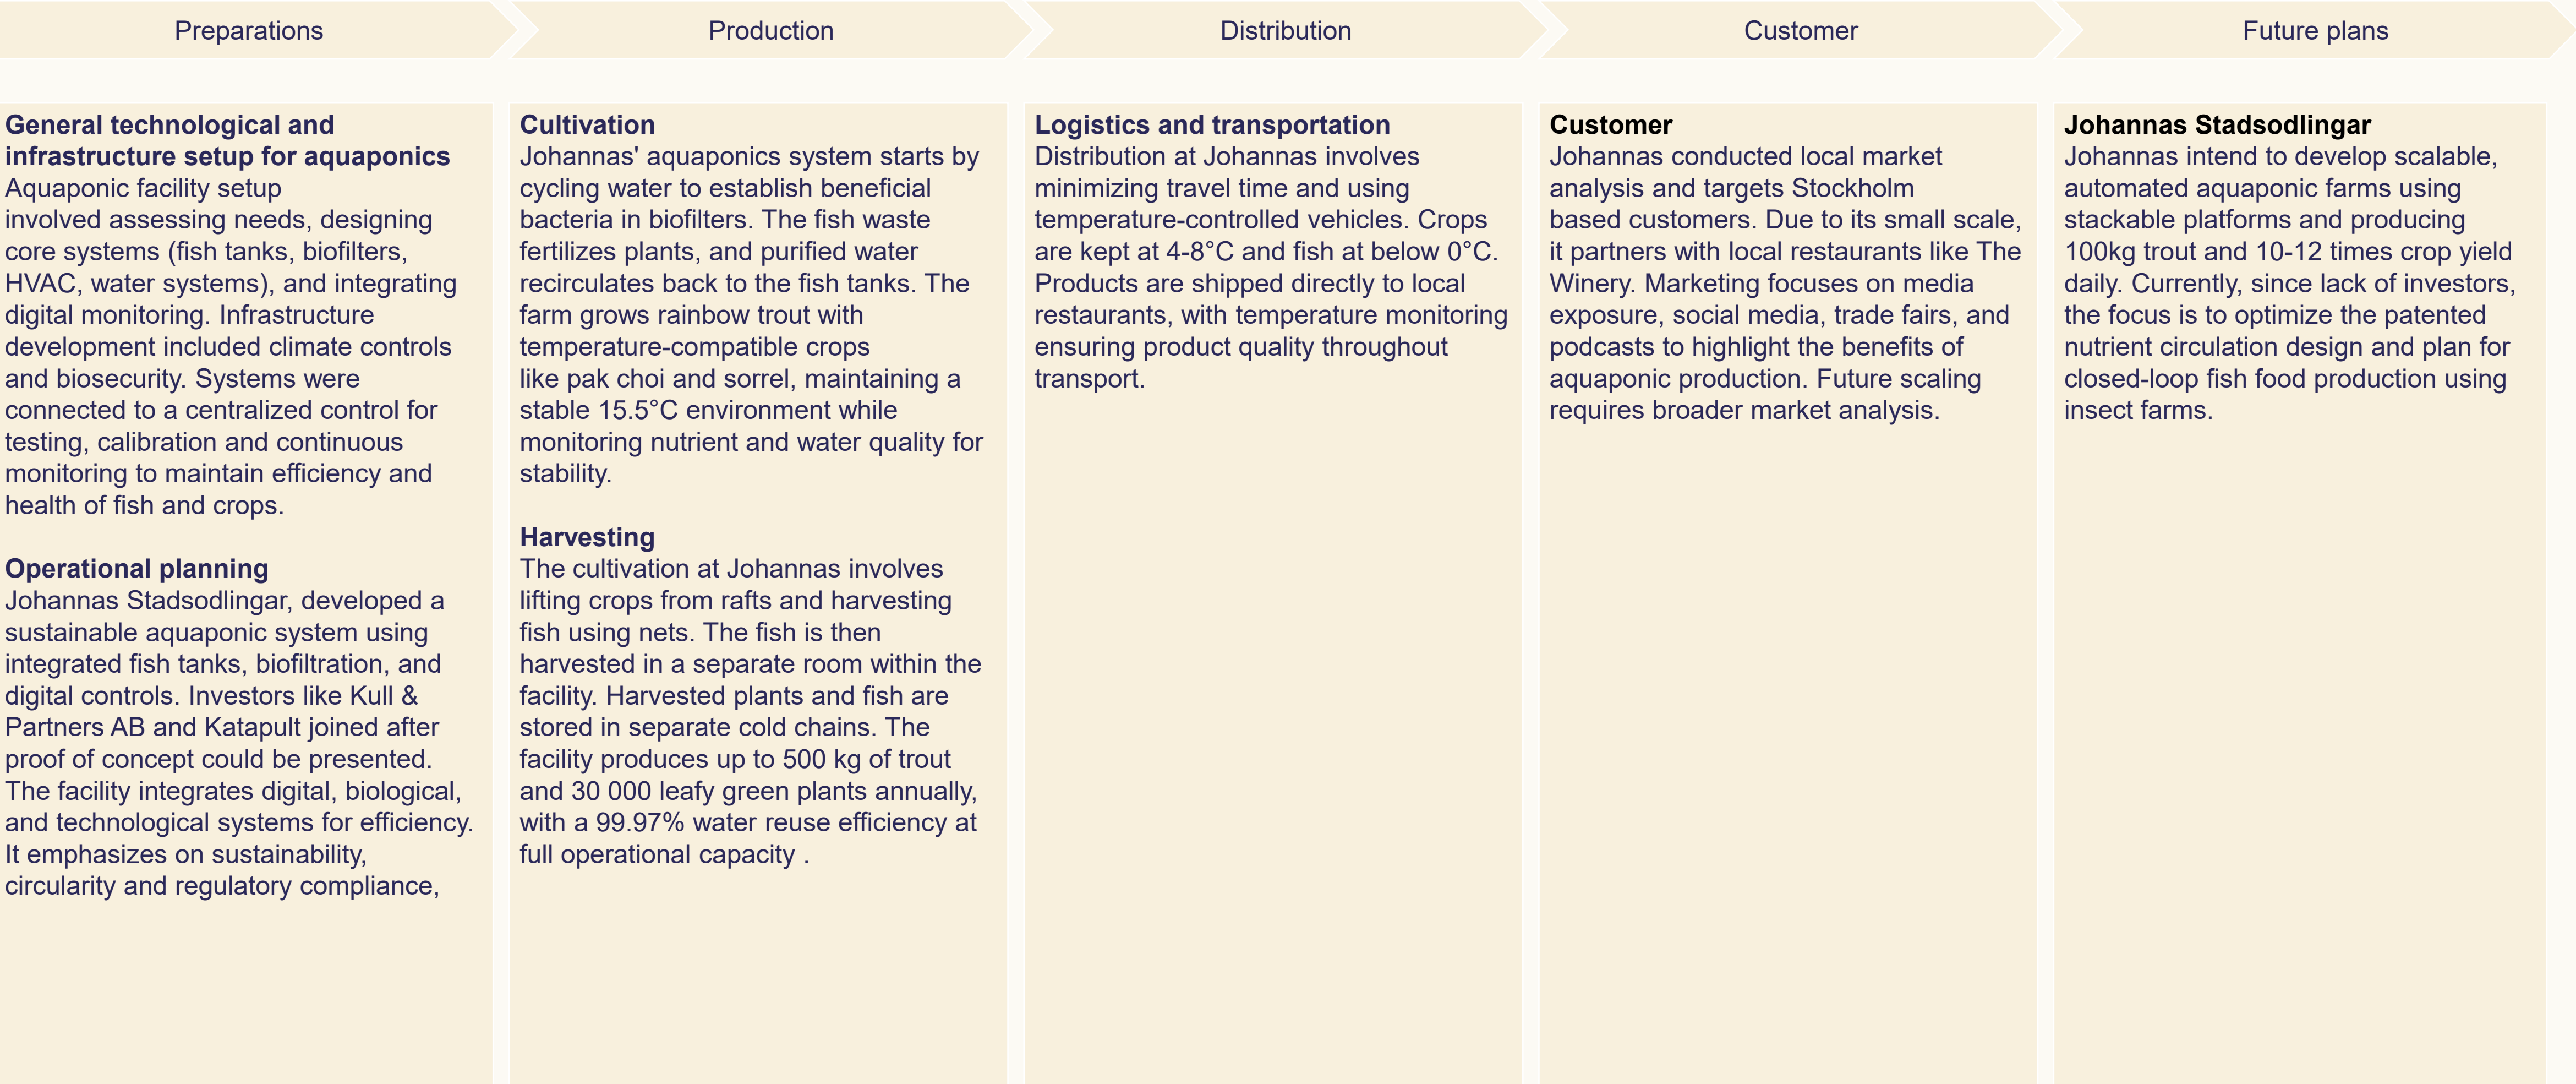 Preparations
Production
Distribution
Customer
Future plans
General technological and
infrastructure setup for aquaponics
Aquaponic facility setup
involved assessing needs, designing
core systems (fish tanks, biofilters,
HVAC, water systems), and integrating
digital monitoring. Infrastructure
development included climate controls
and biosecurity. Systems were
connected to a centralized control for
testing, calibration and continuous
monitoring to maintain efficiency and
health of fish and crops.
Operational planning
Johannas Stadsodlingar, developed a
sustainable aquaponic system using
integrated fish tanks, biofiltration, and
digital controls. Investors like Kull &
Partners AB and Katapult joined after
proof of concept could be presented.
The facility integrates digital, biological,
and technological systems for efficiency.
It emphasizes on sustainability,
circularity and regulatory compliance,
Cultivation
Johannas' aquaponics system starts by
cycling water to establish beneficial
bacteria in biofilters. The fish waste
fertilizes plants, and purified water
recirculates back to the fish tanks. The
farm grows rainbow trout with
temperature-compatible crops
like pak choi and sorrel, maintaining a
stable 15.5°C environment while
monitoring nutrient and water quality for
stability.
Harvesting
The cultivation at Johannas involves
lifting crops from rafts and harvesting
fish using nets. The fish is then
harvested in a separate room within the
facility. Harvested plants and fish are
stored in separate cold chains. The
facility produces up to 500 kg of trout
and 30 000 leafy green plants annually,
with a 99.97% water reuse efficiency at
full operational capacity .
Logistics and transportation
Distribution at Johannas involves
minimizing travel time and using
temperature-controlled vehicles. Crops
are kept at 4-8°C and fish at below 0°C.
Products are shipped directly to local
restaurants, with temperature monitoring
ensuring product quality throughout
transport.
Customer
Johannas conducted local market
analysis and targets Stockholm
based customers. Due to its small scale,
it partners with local restaurants like The
Winery. Marketing focuses on media
exposure, social media, trade fairs, and
podcasts to highlight the benefits of
aquaponic production. Future scaling
requires broader market analysis.
Johannas Stadsodlingar
Johannas intend to develop scalable,
automated aquaponic farms using
stackable platforms and producing
100kg trout and 10-12 times crop yield
daily. Currently, since lack of investors,
the focus is to optimize the patented
nutrient circulation design and plan for
closed-loop fish food production using
insect farms.